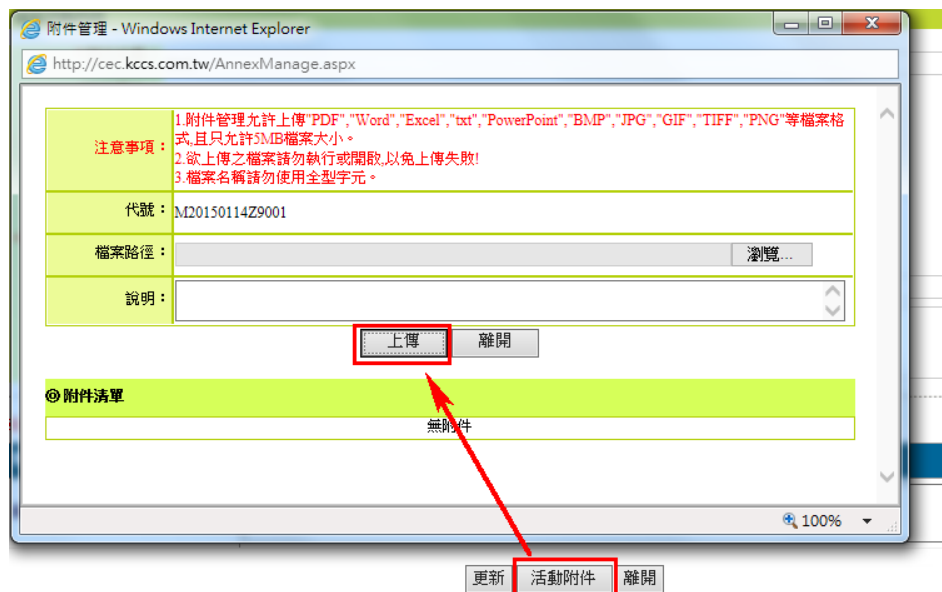 附件管理 - Windows Internet Explorer
http://cec.kccs.com.tw/AnnexManage.aspx
注意事項：
1.附件管理允許上傳"PDF","Word","Excel","txt","PowerPoint","BMP","JPG","GIF","TIFF","PNG"等檔案格
式,且只允許5MB檔案大小。
2.欲上傳之檔案請勿執行或開啟,以免上傳失敗!
3.檔案名稱請勿使用全型字元。
代號： M20150114Z9001
檔案路徑： 瀏覽...
說明：
上傳 離開
◎附件清單
無附件
100%
更新 活動附件 離開